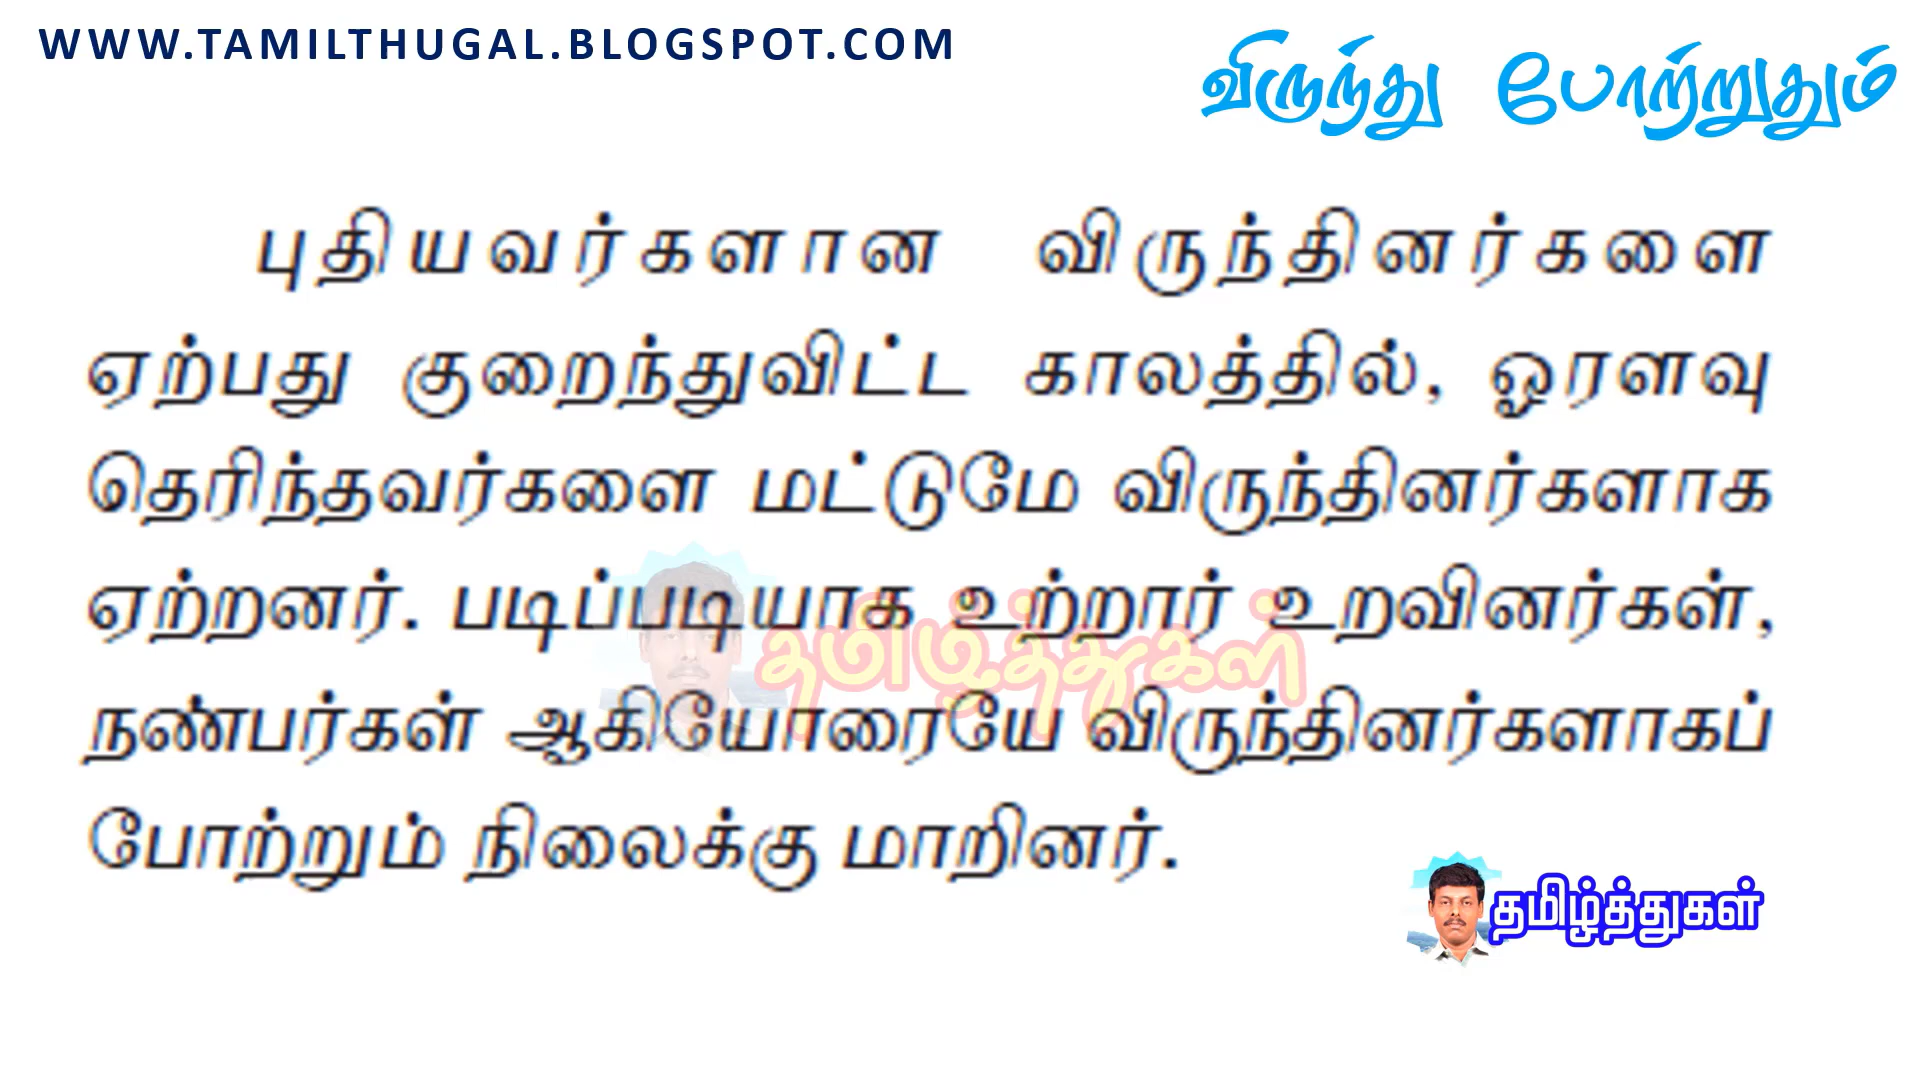 WWW.TAMILTHUGAL.BLOGSPOT.COM
விருந்து போற்றுதும்
புதியவர்களான விருந்தினர்களை
ஏற்பது குறைந்துவிட்ட காலத்தில், ஓரளவு
தெரிந்தவர்களை மட்டுமே விருந்தினர்களாக
ஏற்றனர். படிப்படியாக உற்றார் உறவினர்கள்,
தமிழ்த்துகள்
நண்பர்கள் ஆகியோரையே விருந்தினர்களாகப்
போற்றும் நிலைக்கு மாறினர்.
தமிழ்த்துகள்